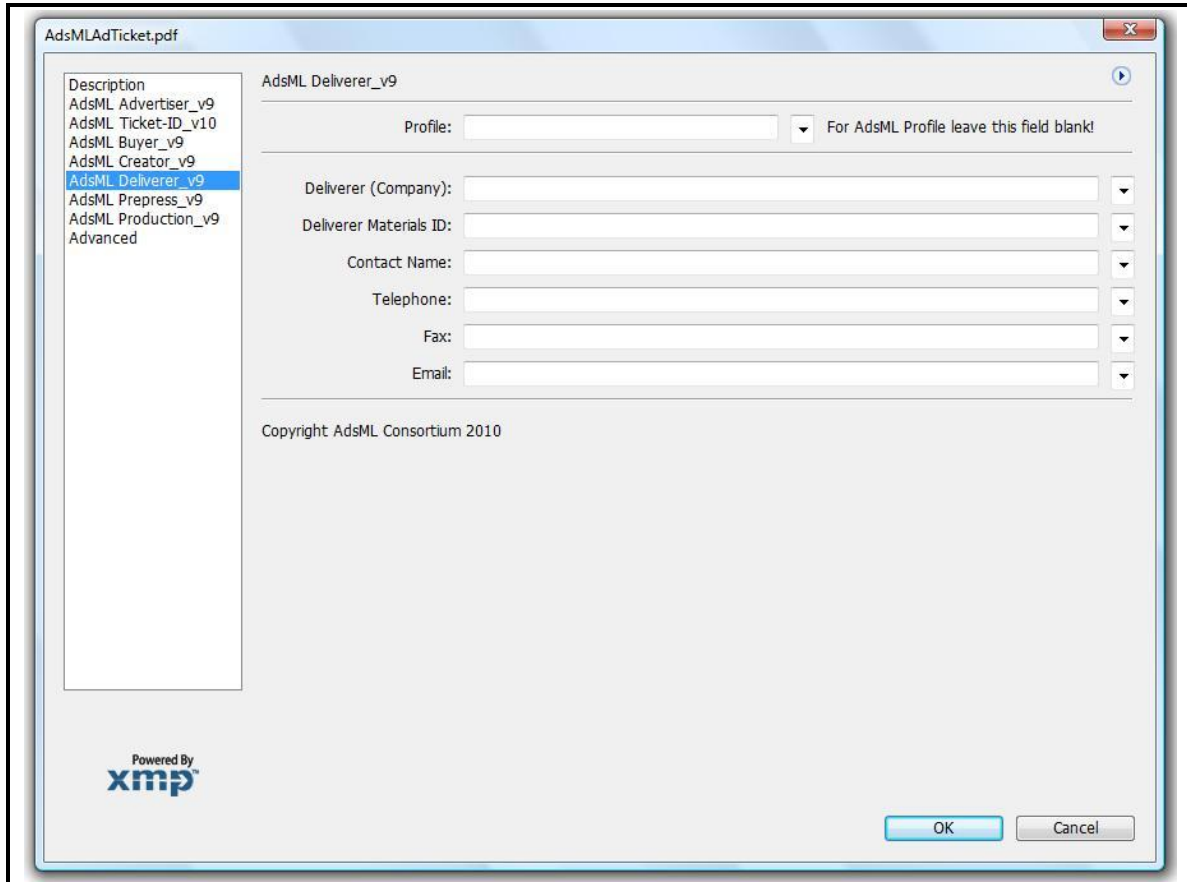 AdsMLAdTicket.pdf
Description
AdsML Advertiser_v9
AdsML Ticket-ID_v10
AdsML Buyer_v9
AdsML Creator_v9
AdsML Deliverer_v9
AdsML Prepress_v9
AdsML Production_v9
Advanced
AdsML Deliverer_v9
Profile:
For AdsML Profile leave this field blank!
Deliverer (Company):
Deliverer Materials ID:
Contact Name:
Telephone:
Fax:
Email:
Copyright AdsML Consortium 2010
Powered By
xmp™
OK
Cancel